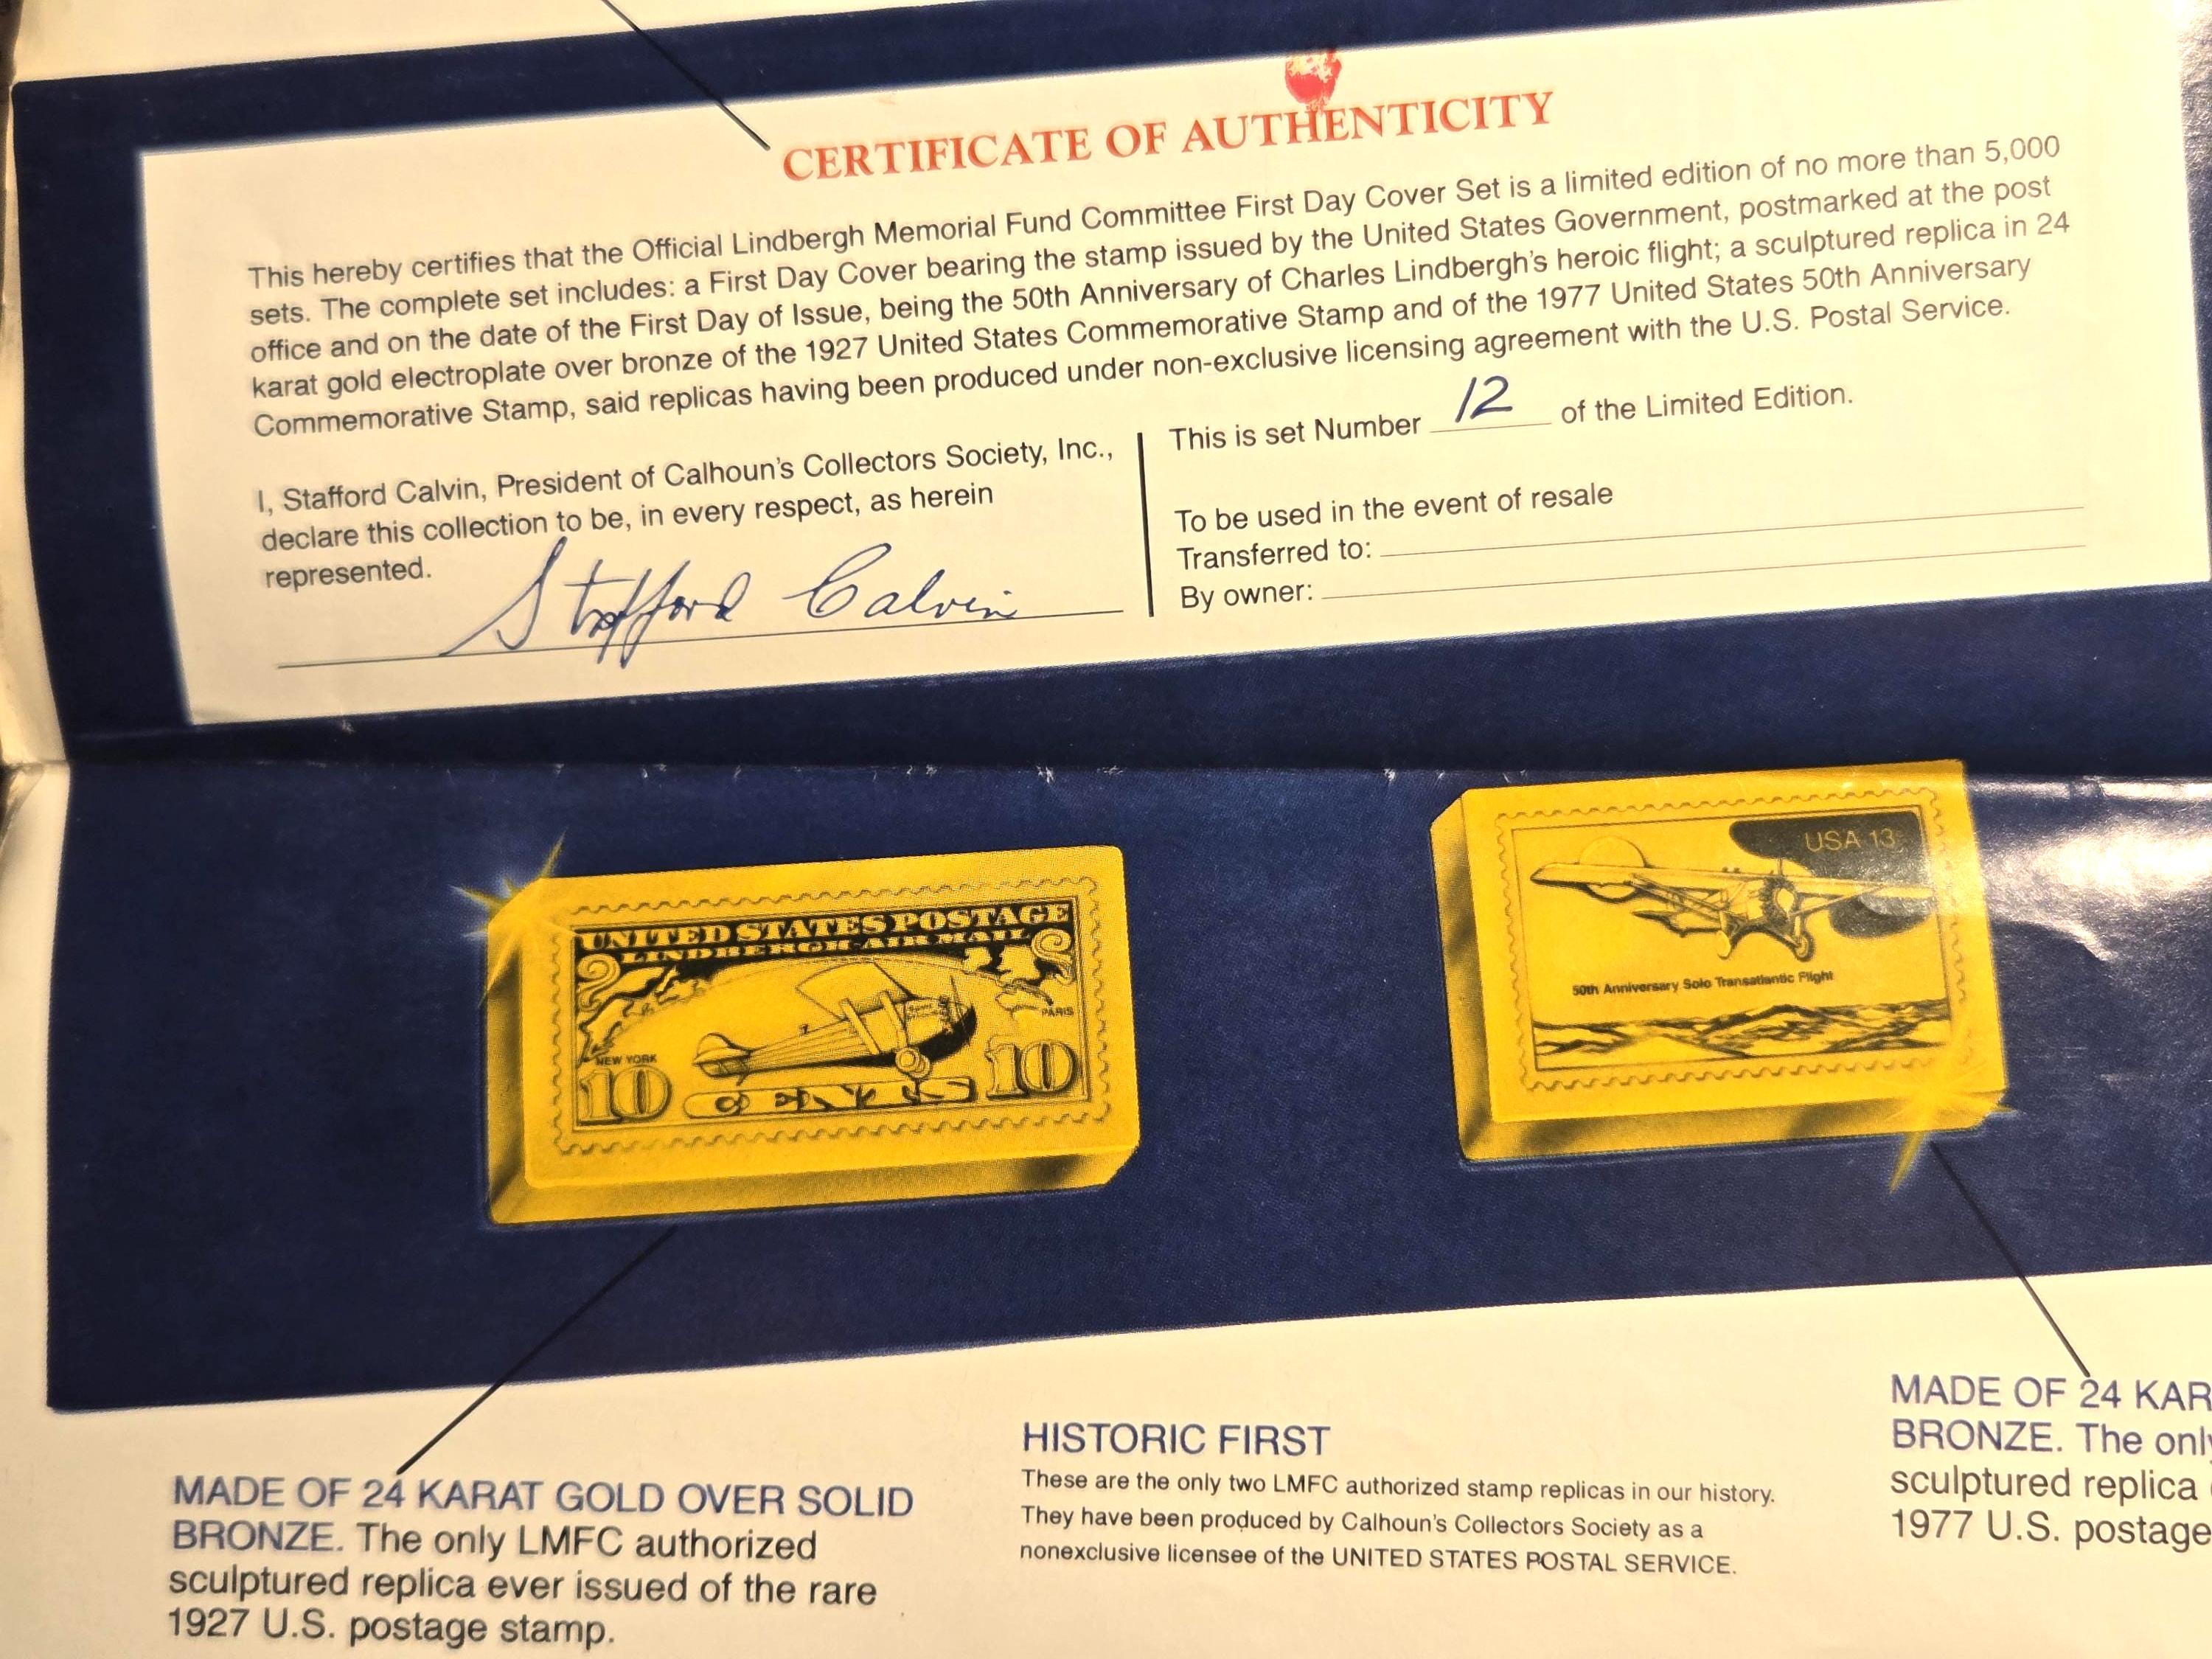 CERTIFICATE OF AUTHENTICITY
This hereby certifies that the Official Lindbergh Memorial Fund Committee First Day Cover Set is a limited edition of no more than 5,000
sets. The complete set includes: a First Day Cover bearing the stamp issued by the United States Government, postmarked at the post
office and on the date of the First Day of Issue, being the 50th Anniversary of Charles Lindbergh's heroic flight; a sculptured replica in 24
karat gold electroplate over bronze of the 1927 United States Commemorative Stamp and of the 1977 United States 50th Anniversary
Commemorative Stamp, said replicas having been produced under non-exclusive licensing agreement with the U.S. Postal Service.
I, Stafford Calvin, President of Calhoun's Collectors Society, Inc.,
declare this collection to be, in every respect, as herein
represented.
Stafford Calvin
This is set Number 12 of the Limited Edition.
To be used in the event of resale
Transferred to:
By owner:
UNITED STATES POSTAGE
LINDBERGH·AIR MAIL
PARIS
NEW YORK
10 CENTS 10
USA 13c
50th Anniversary Solo Transatlantic Flight
MADE OF 24 KARAT GOLD OVER SOLID
BRONZE. The only LMFC authorized
sculptured replica ever issued of the rare
1927 U.S. postage stamp.
HISTORIC FIRST
These are the only two LMFC authorized stamp replicas in our history.
They have been produced by Calhoun's Collectors Society as a
nonexclusive licensee of the UNITED STATES POSTAL SERVICE.
MADE OF 24 KAR
BRONZE. The only
sculptured replica
1977 U.S. postage